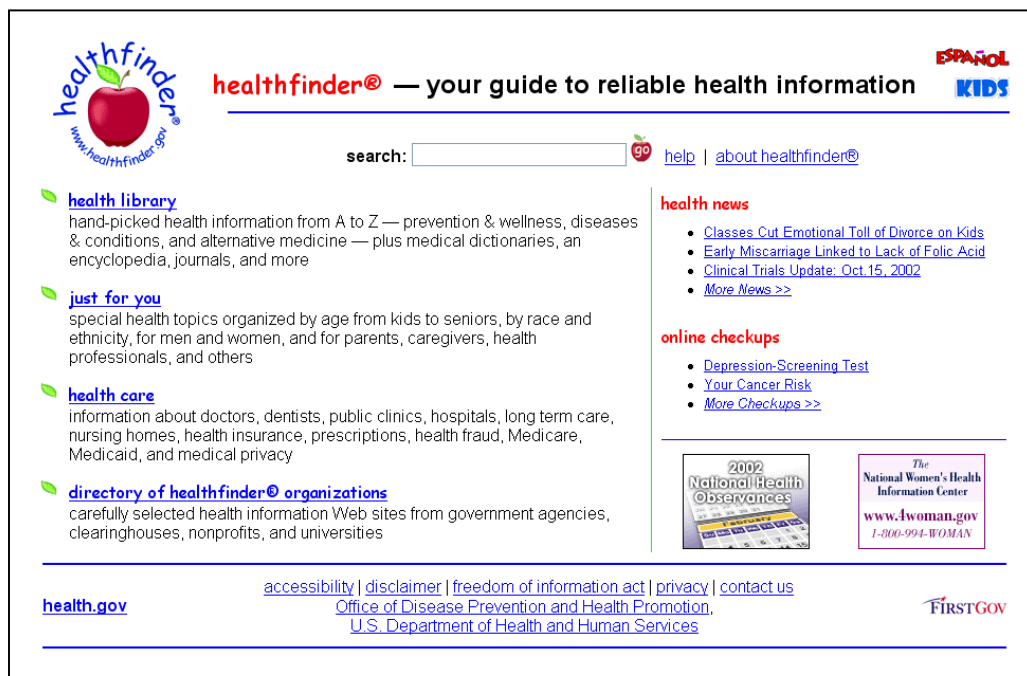 healthfinder®
www.healthfinder.gov
healthfinder® — your guide to reliable health information
ESPAÑOL
KIDS
search: go help | about healthfinder®
health library
hand-picked health information from A to Z — prevention & wellness, diseases
& conditions, and alternative medicine — plus medical dictionaries, an
encyclopedia, journals, and more
just for you
special health topics organized by age from kids to seniors, by race and
ethnicity, for men and women, and for parents, caregivers, health
professionals, and others
health care
information about doctors, dentists, public clinics, hospitals, long term care,
nursing homes, health insurance, prescriptions, health fraud, Medicare,
Medicaid, and medical privacy
directory of healthfinder® organizations
carefully selected health information Web sites from government agencies,
clearinghouses, nonprofits, and universities
health news
Classes Cut Emotional Toll of Divorce on Kids
Early Miscarriage Linked to Lack of Folic Acid
Clinical Trials Update: Oct.15, 2002
More News >>
online checkups
Depression-Screening Test
Your Cancer Risk
More Checkups >>
2002
National Health
Observances
February
The
National Women's Health
Information Center
www.4woman.gov
1-800-994-WOMAN
health.gov
accessibility | disclaimer | freedom of information act | privacy | contact us
Office of Disease Prevention and Health Promotion,
U.S. Department of Health and Human Services
FIRSTGOV